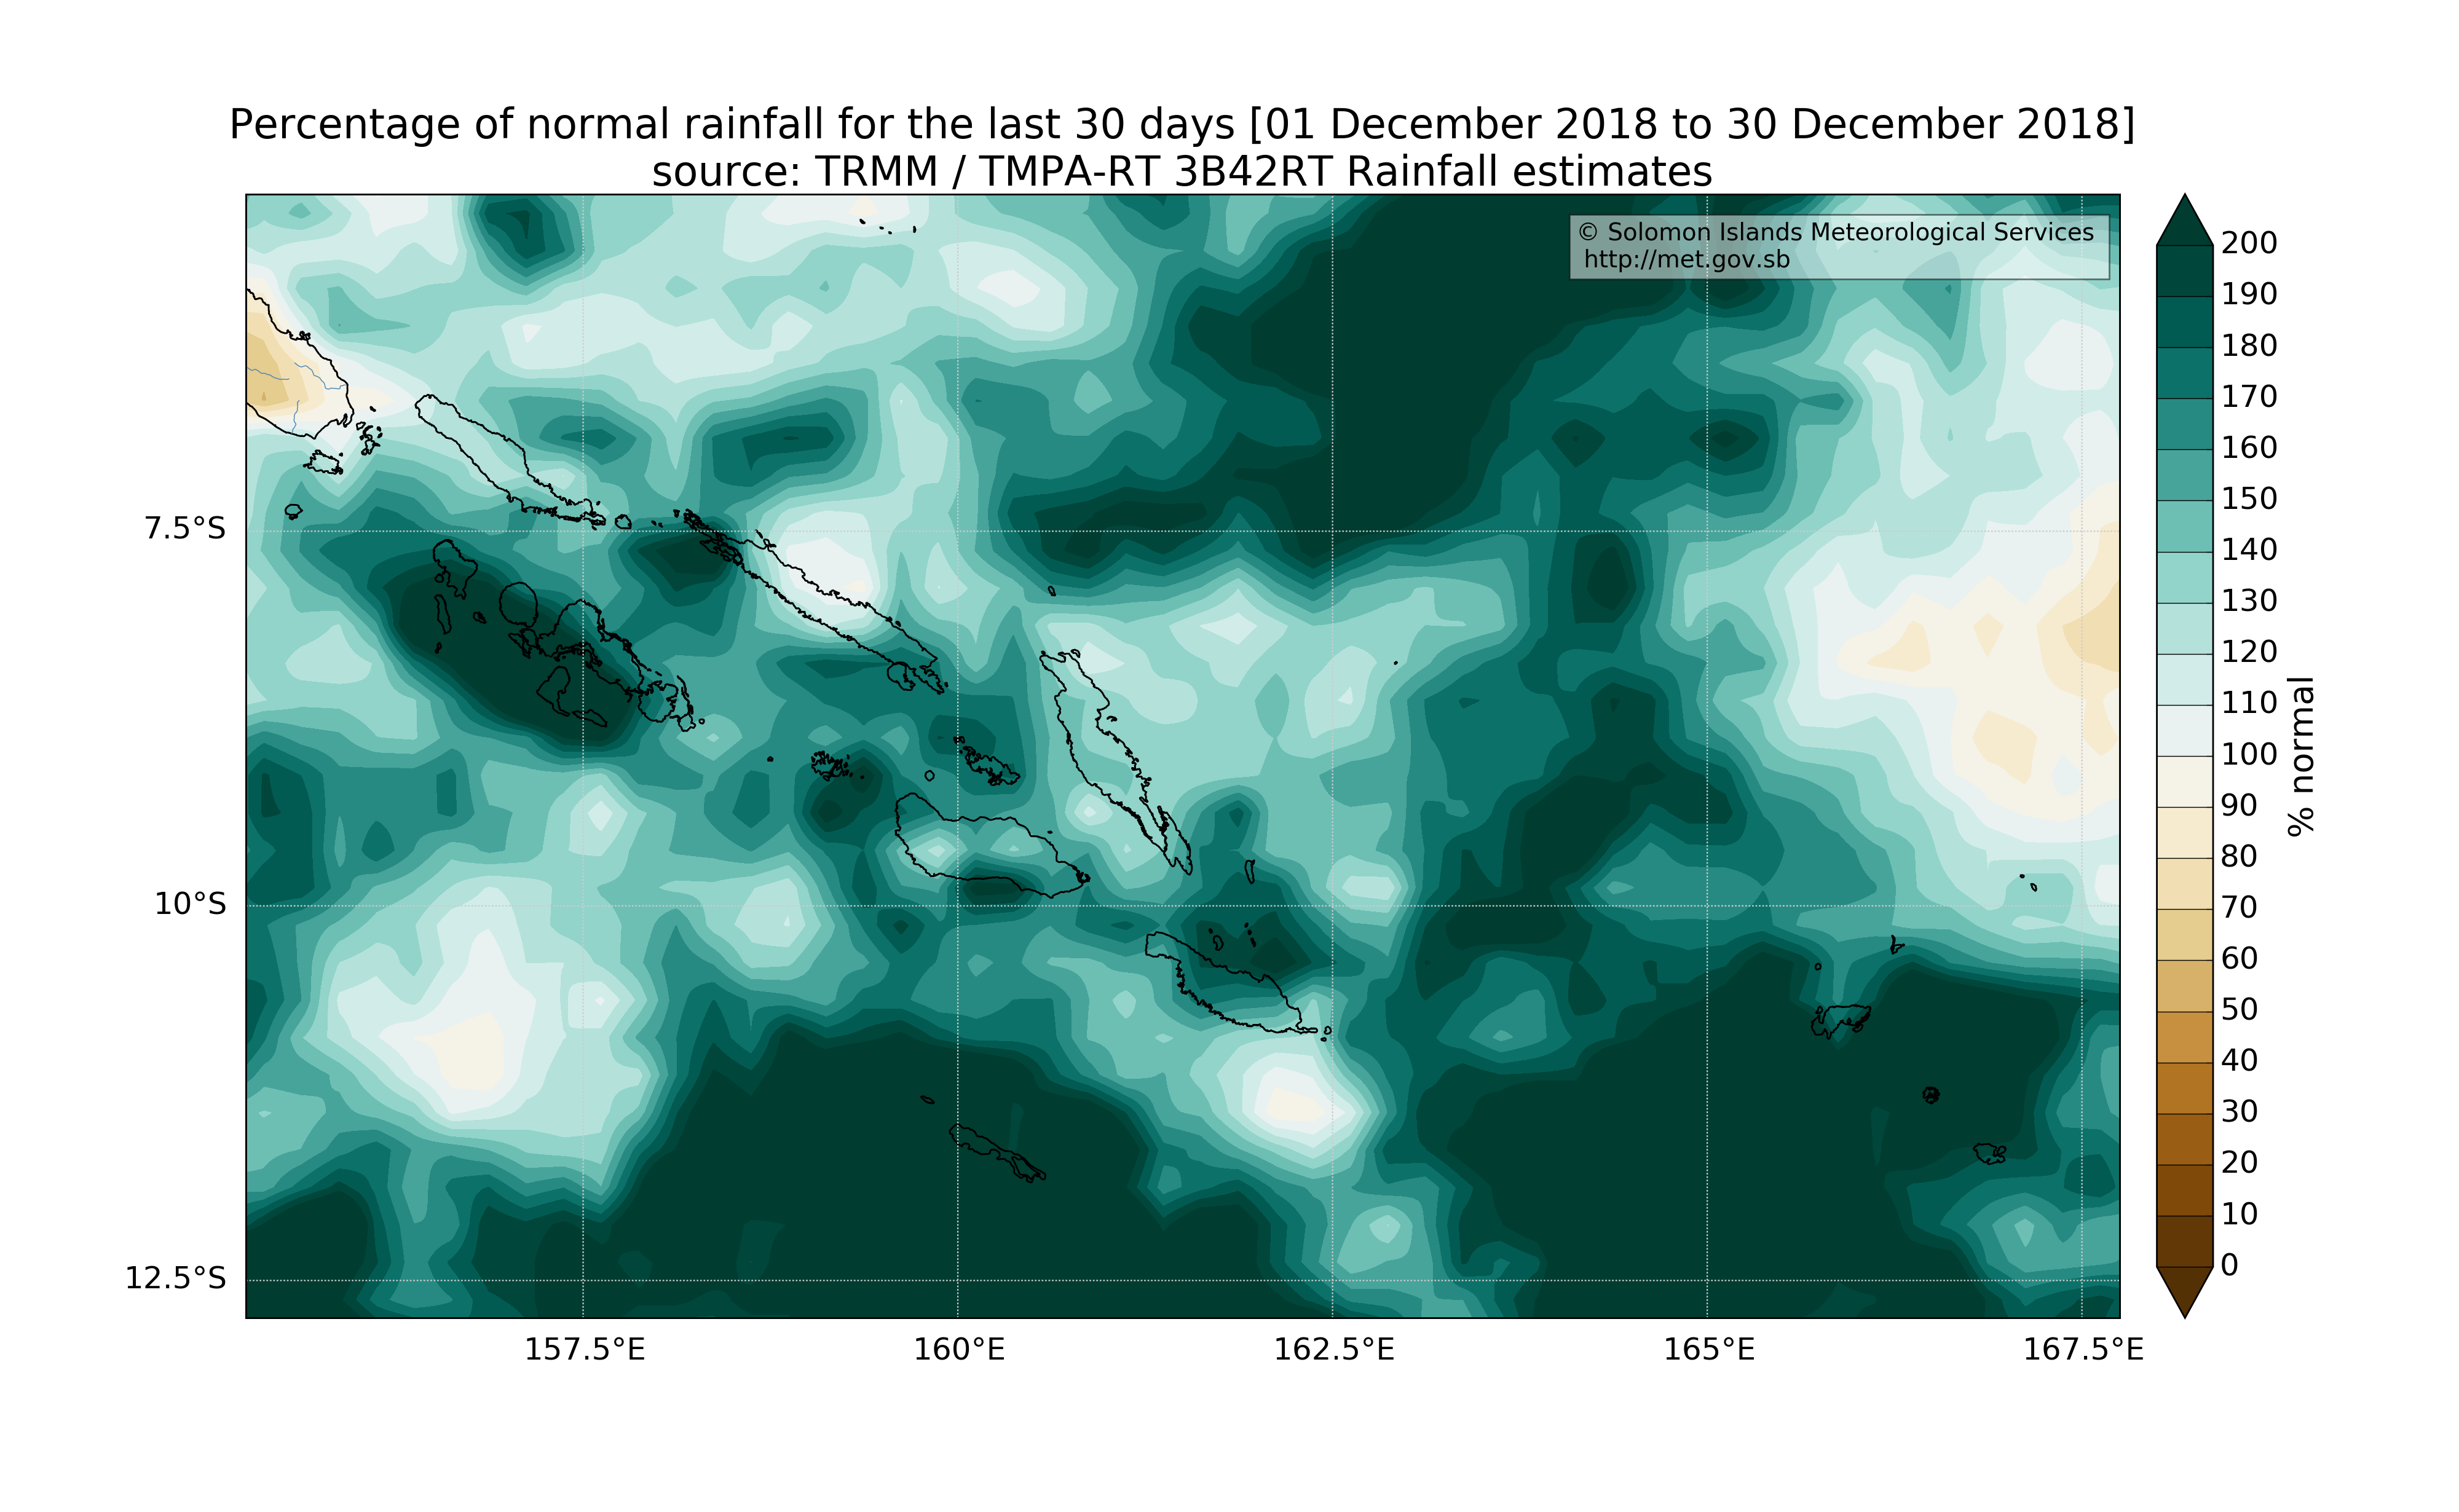 Percentage of normal rainfall for the last 30 days [01 December 2018 to 30 December 2018]
source: TRMM / TMPA-RT 3B42RT Rainfall estimates
© Solomon Islands Meteorological Services
http://met.gov.sb
7.5°S
10°S
12.5°S
157.5°E
160°E
162.5°E
165°E
167.5°E
200
190
180
170
160
150
140
130
120
110
100
90
80
70
60
50
40
30
20
10
0
% normal